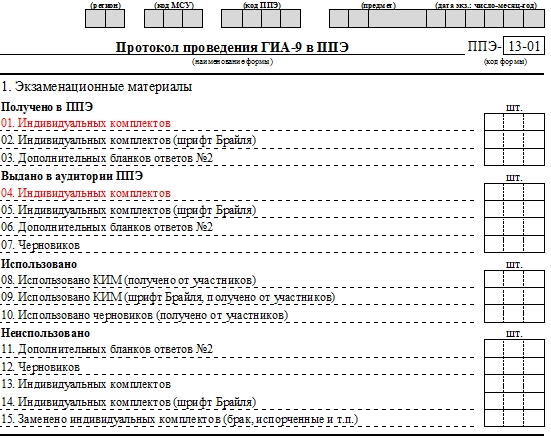 (регион) (код МСУ) (код ППЭ) (предмет) (дата экз.: число-месяц-год)
Протокол проведения ГИА-9 в ППЭ ППЭ- 13-01
(наименование формы) (код формы)
1. Экзаменационные материалы
Получено в ППЭ шт.
01. Индивидуальных комплектов
02. Индивидуальных комплектов (шрифт Брайля)
03. Дополнительных бланков ответов №2
Выдано в аудитории ППЭ шт.
04. Индивидуальных комплектов
05. Индивидуальных комплектов (шрифт Брайля)
06. Дополнительных бланков ответов №2
07. Черновиков
Использовано шт.
08. Использовано КИМ (получено от участников)
09. Использовано КИМ (шрифт Брайля, получено от участников)
10. Использовано черновиков (получено от участников)
Неиспользовано шт.
11. Дополнительных бланков ответов №2
12. Черновиков
13. Индивидуальных комплектов
14. Индивидуальных комплектов (шрифт Брайля)
15. Заменено индивидуальных комплектов (брак, испорченные и т.п.)